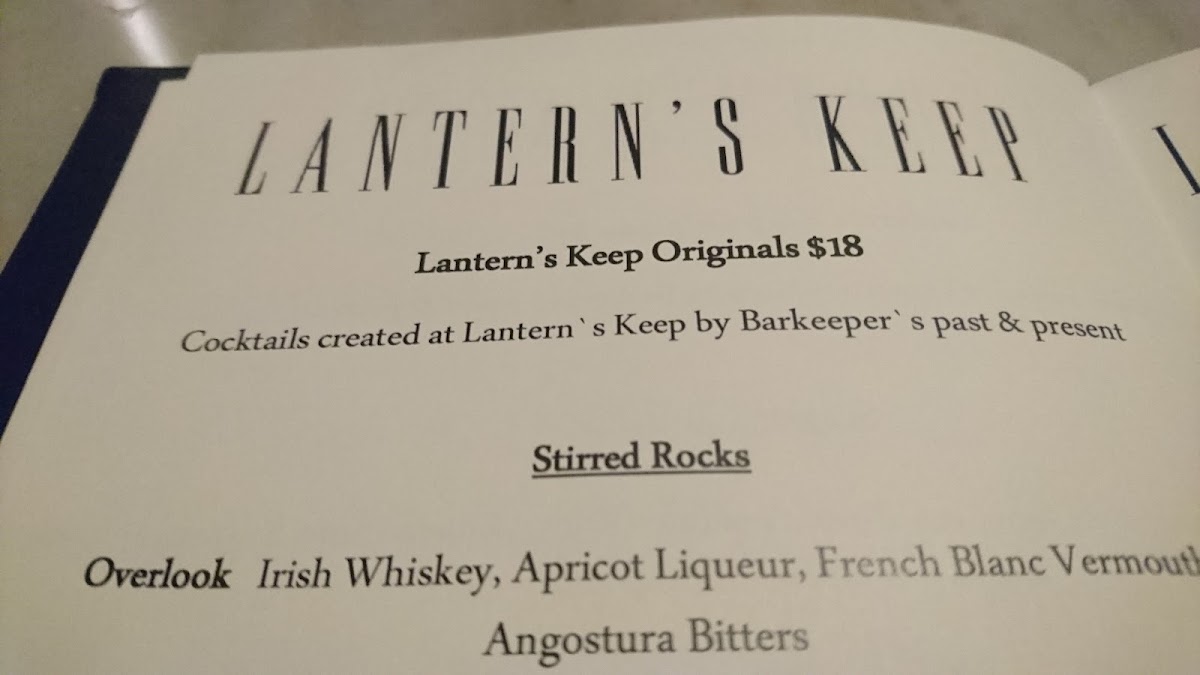 LANTERN'S KEEP
Lantern's Keep Originals $18
Cocktails created at Lantern`s Keep by Barkeeper`s past & present
Stirred Rocks
Overlook Irish Whiskey, Apricot Liqueur, French Blanc Vermouth
Angostura Bitters